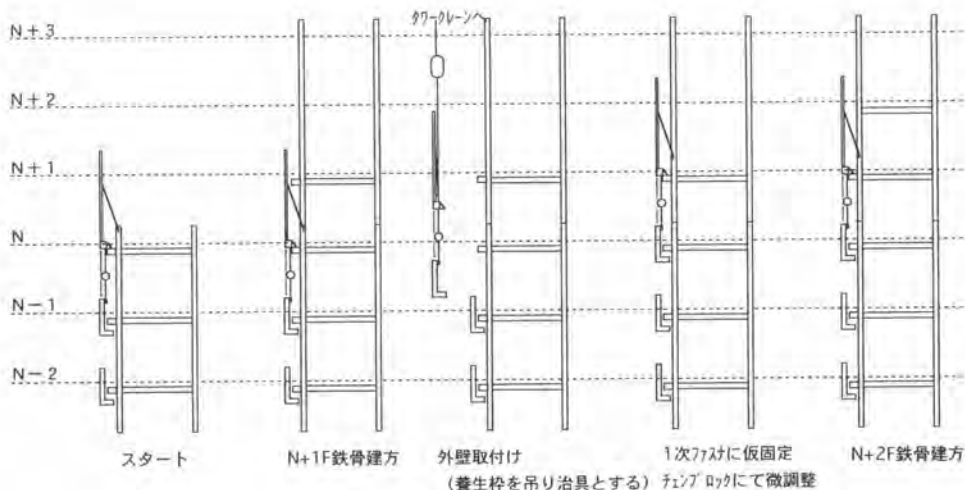 タワークレーンへ
N+3
N+2
N+1
N
N-1
N-2
スタート
N+1F鉄骨建方
外壁取付け
(養生枠を吊り治具とする)
1次ファスナに仮固定
チェンブロックにて微調整
N+2F鉄骨建方